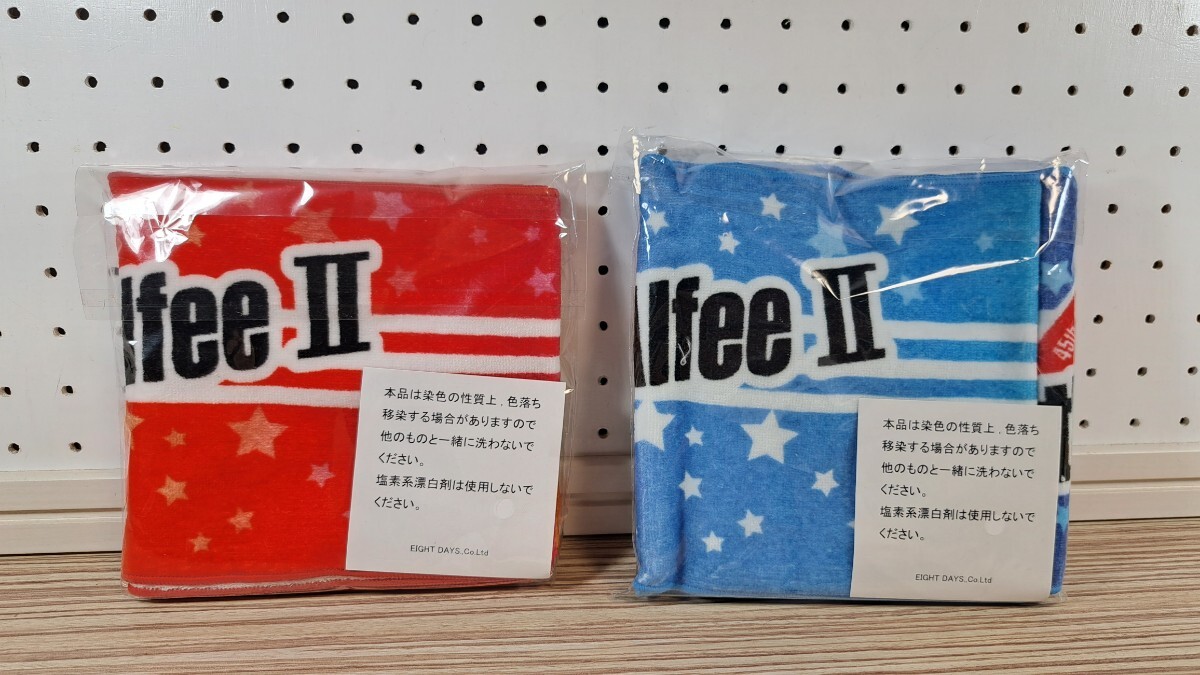 lfee II
本品は染色の性質上，色落ち
移染する場合がありますので
他のものと一緒に洗わないで
ください。
塩素系漂白剤は使用しないで
ください。
EIGHT DAYS.,Co.Ltd
lfee II
45
本品は染色の性質上，色落ち
移染する場合がありますので
他のものと一緒に洗わないで
ください。
塩素系漂白剤は使用しないで
ください。
EIGHT DAYS.,Co.Ltd